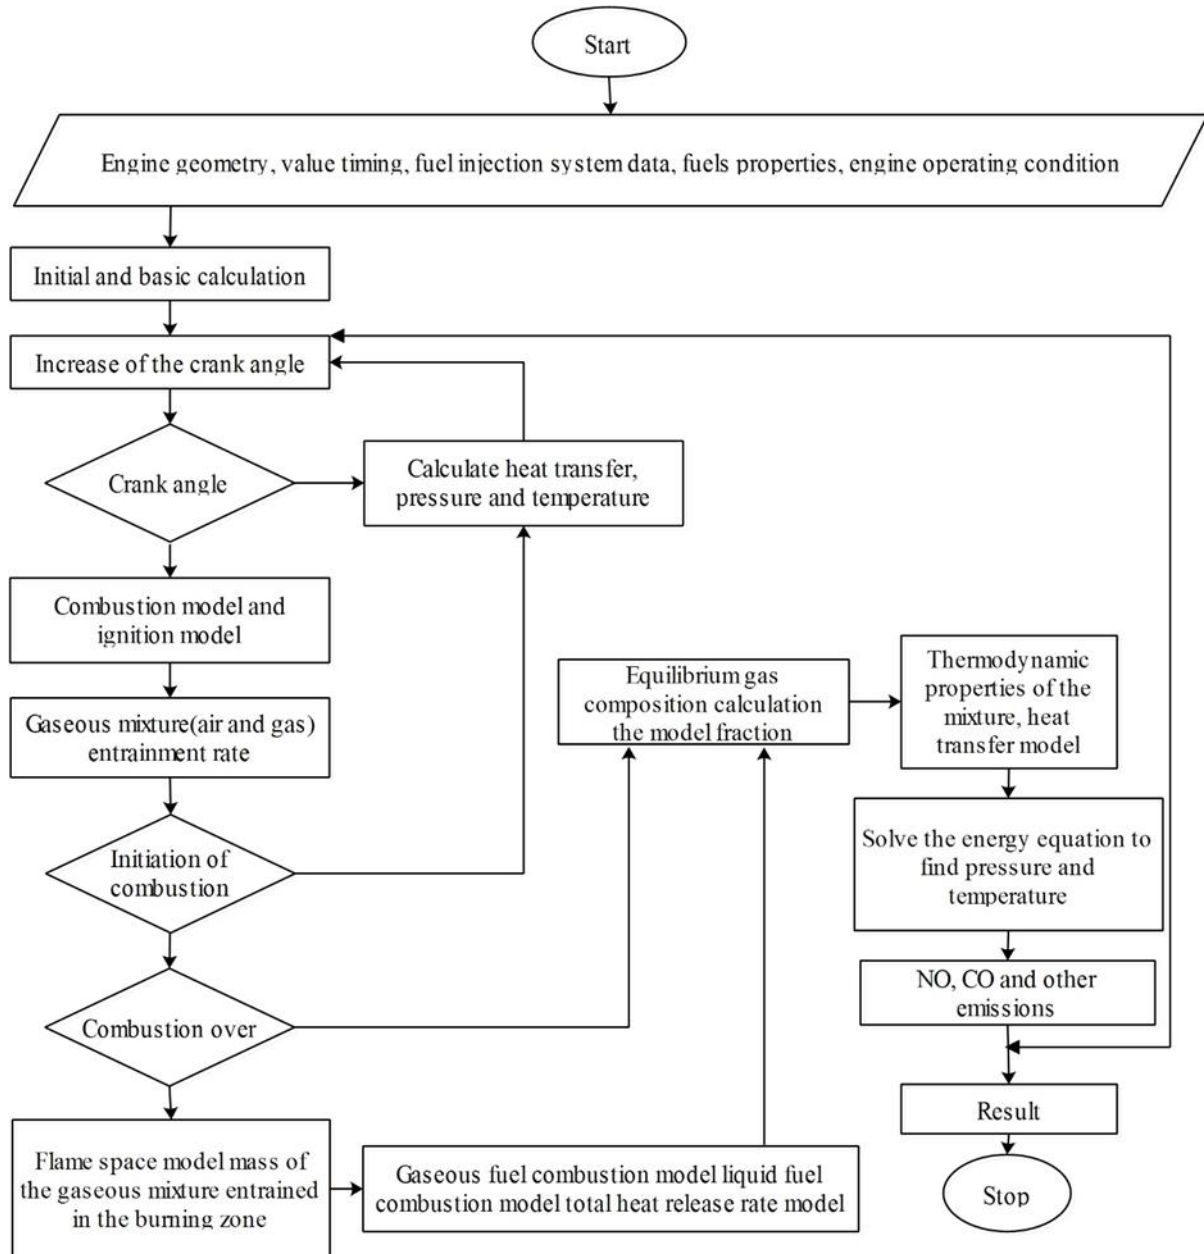 Start
Engine geometry, value timing, fuel injection system data, fuels properties, engine operating condition
Initial and basic calculation
Increase of the crank angle
Crank angle
Calculate heat transfer,
pressure and temperature
Combustion model and
ignition model
Gaseous mixture(air and gas)
entrainment rate
Equilibrium gas
composition calculation
the model fraction
Thermodynamic
properties of the
mixture, heat
transfer model
Initiation of
combustion
Solve the energy equation to
find pressure and
temperature
NO, CO and other
emissions
Combustion over
Result
Flame space model mass of
the gaseous mixture entrained
in the burning zone
Gaseous fuel combustion model liquid fuel
combustion model total heat release rate model
Stop